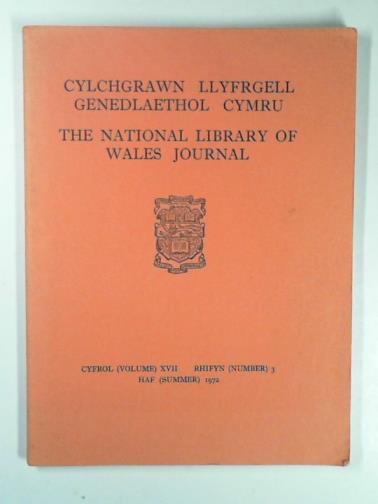 CYLCHGRAWN LLYFRGELL
GENEDLAETHOL CYMRU
THE NATIONAL LIBRARY OF
WALES JOURNAL
CYFROL (VOLUME) XVII RHIFYN (NUMBER) 3
HAF (SUMMER) 1972